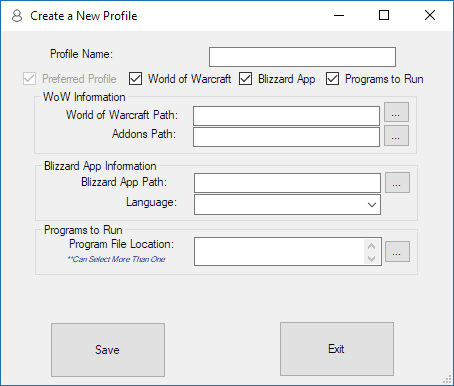 Create a New Profile
Profile Name:
Preferred Profile World of Warcraft Blizzard App Programs to Run
WoW Information
World of Warcraft Path: ...
Addons Path: ...
Blizzard App Information
Blizzard App Path: ...
Language:
Programs to Run
Program File Location: ...
**Can Select More Than One
Save Exit